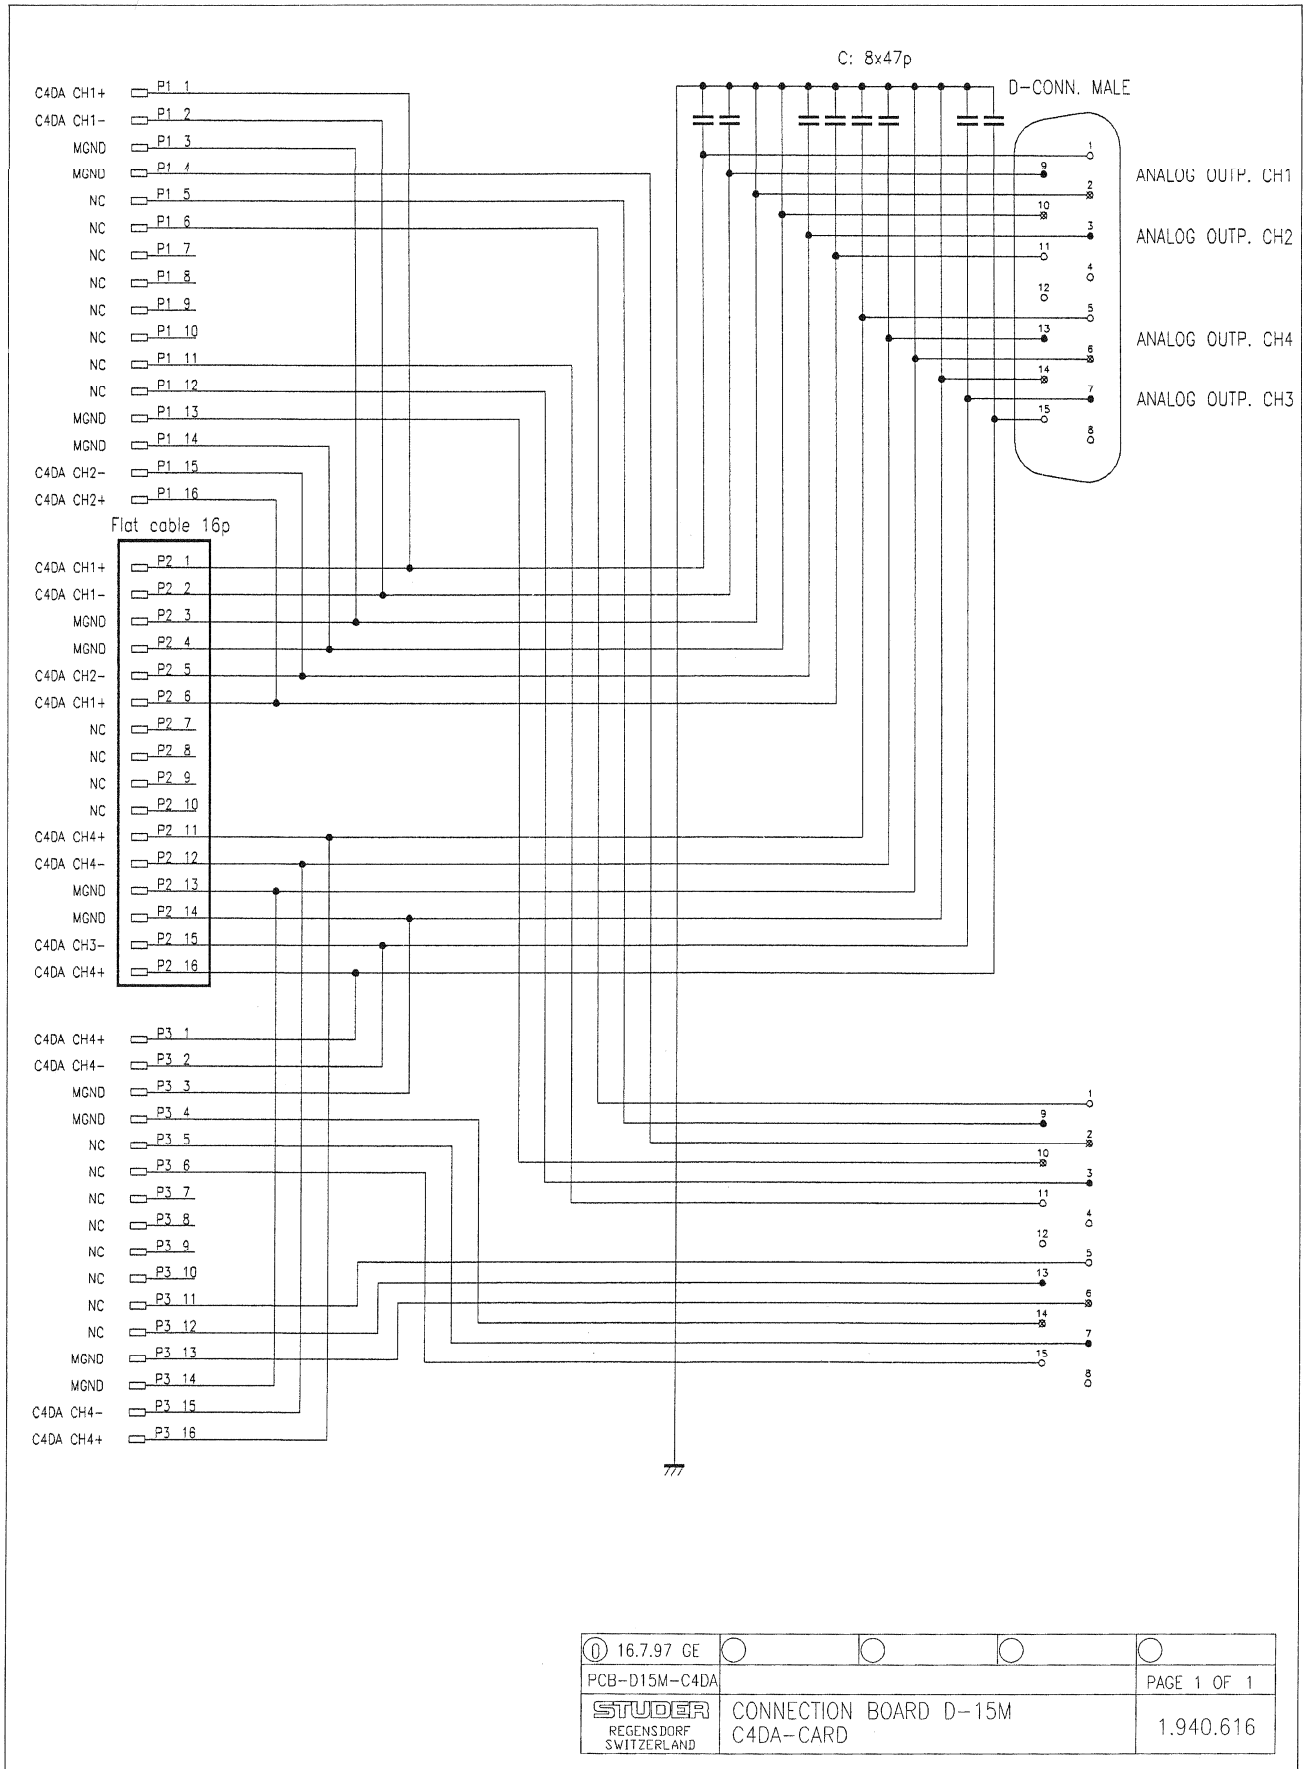 C: 8x47p
D-CONN. MALE
C4DA CH1+ P1 1
C4DA CH1- P1 2
MGND P1 3
MGND P1 4
NC P1 5
NC P1 6
NC P1 7
NC P1 8
NC P1 9
NC P1 10
NC P1 11
NC P1 12
MGND P1 13
MGND P1 14
C4DA CH2- P1 15
C4DA CH2+ P1 16
1
9
ANALOG OUTP. CH1
2
10
3
ANALOG OUTP. CH2
11
4
12
5
13
ANALOG OUTP. CH4
6
14
7
ANALOG OUTP. CH3
15
8
Flat cable 16p
C4DA CH1+ P2 1
C4DA CH1- P2 2
MGND P2 3
MGND P2 4
C4DA CH2- P2 5
C4DA CH1+ P2 6
NC P2 7
NC P2 8
NC P2 9
NC P2 10
C4DA CH4+ P2 11
C4DA CH4- P2 12
MGND P2 13
MGND P2 14
C4DA CH3- P2 15
C4DA CH4+ P2 16
C4DA CH4+ P3 1
C4DA CH4- P3 2
MGND P3 3
MGND P3 4
NC P3 5
NC P3 6
NC P3 7
NC P3 8
NC P3 9
NC P3 10
NC P3 11
NC P3 12
MGND P3 13
MGND P3 14
C4DA CH4- P3 15
C4DA CH4+ P3 16
1
9
2
10
3
11
4
12
5
13
6
14
7
15
8
0 16.7.97 GE
PCB-D15M-C4DA
PAGE 1 OF 1
STUDER
REGENSDORF
SWITZERLAND
CONNECTION BOARD D-15M
C4DA-CARD
1.940.616